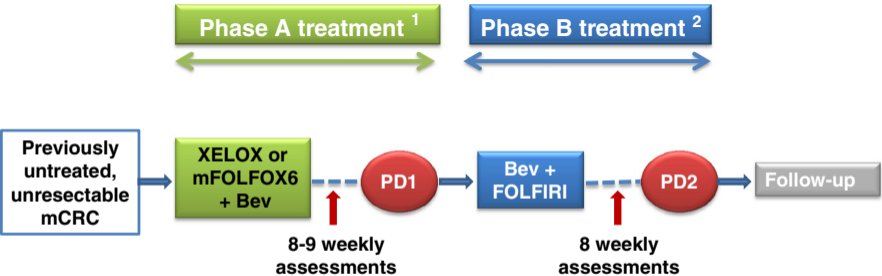 Phase A treatment 1
Phase B treatment 2
Previously
untreated,
unresectable
mCRC
XELOX or
mFOLFOX6
+ Bev
PD1
Bev +
FOLFIRI
PD2
Follow-up
8-9 weekly
assessments
8 weekly
assessments